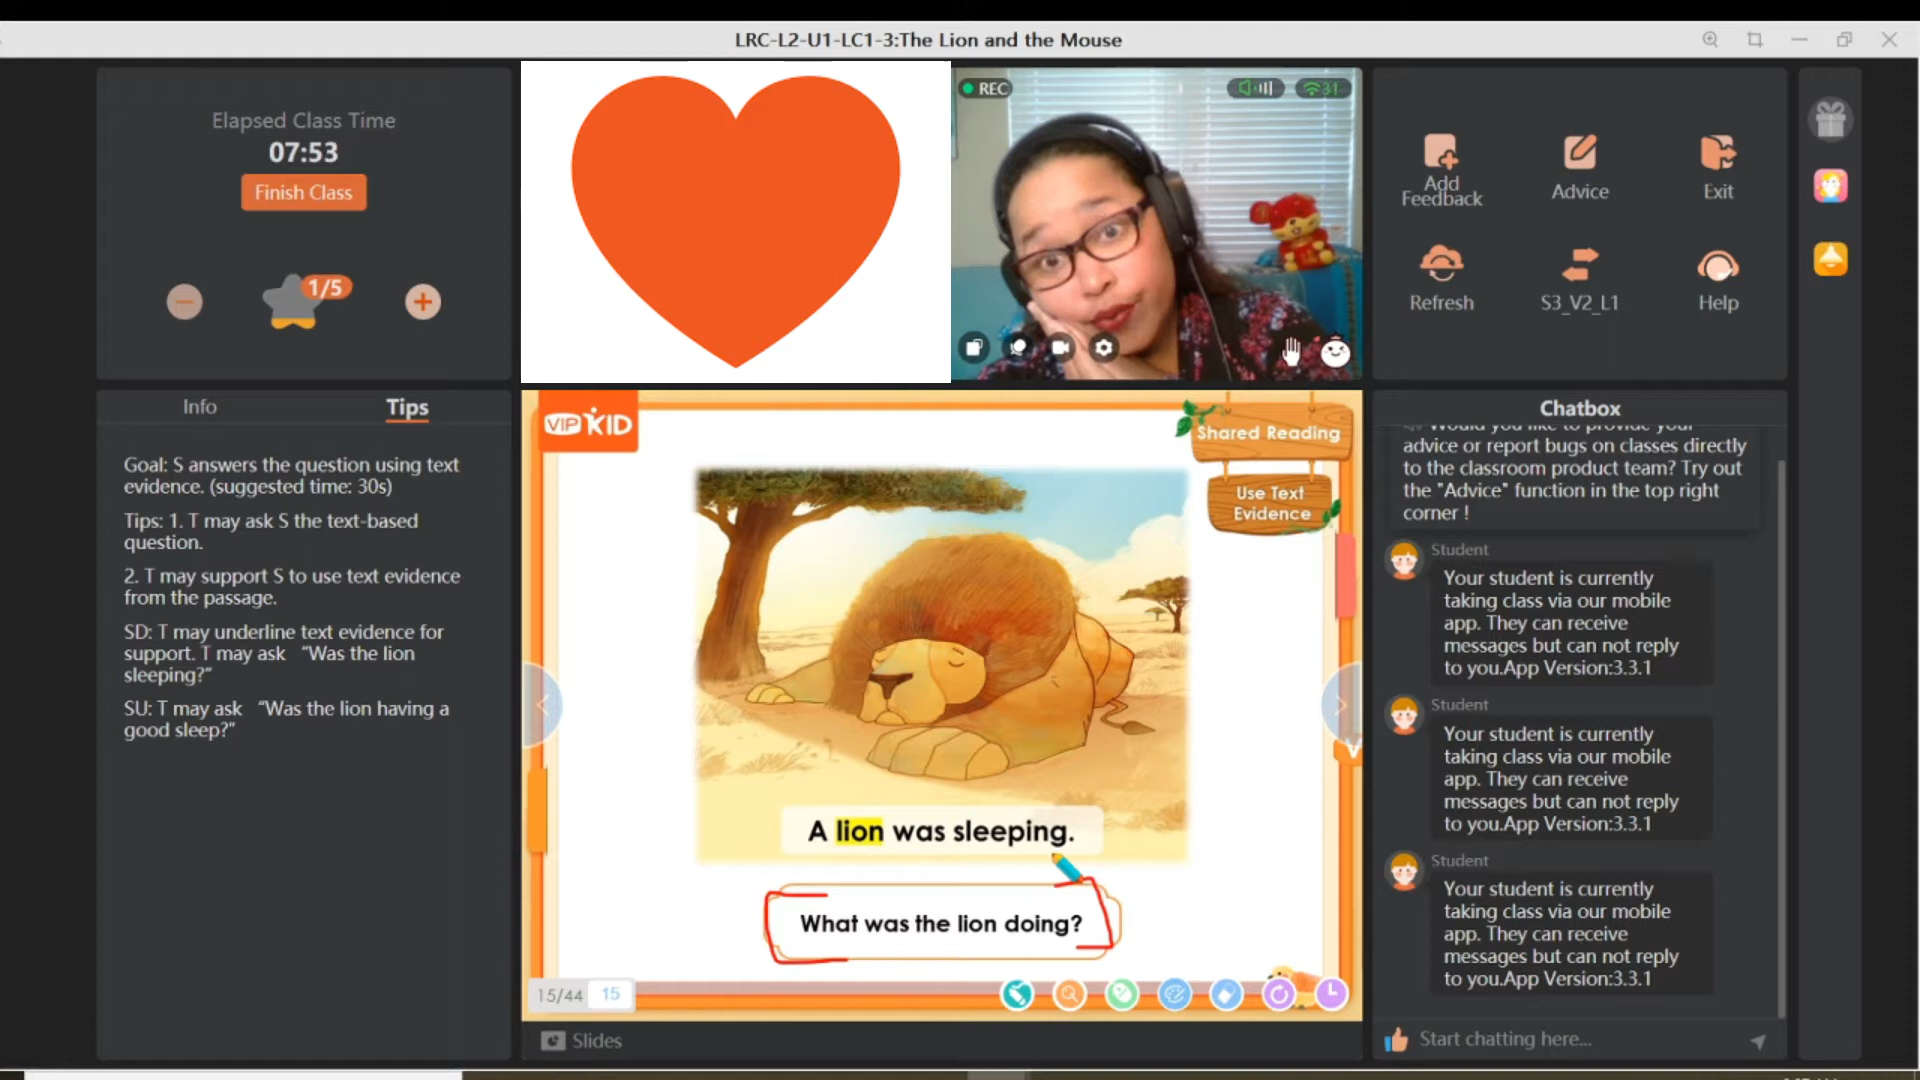 LRC-L2-U1-LC1-3:The Lion and the Mouse
Elapsed Class Time
07:53
Finish Class
1/5
REC
31
Add
Feedback
Advice
Exit
Refresh
S3_V2_L1
Help
Info
Tips
Goal: S answers the question using text
evidence. (suggested time: 30s)
Tips: 1. T may ask S the text-based
question.
2. T may support S to use text evidence
from the passage.
SD: T may underline text evidence for
support. T may ask “Was the lion
sleeping?”
SU: T may ask “Was the lion having a
good sleep?”
VIPKID
Shared Reading
Use Text
Evidence
A lion was sleeping.
What was the lion doing?
15/44
15
Slides
Chatbox
Would you like to provide your
advice or report bugs on classes directly
to the classroom product team? Try out
the "Advice" function in the top right
corner !
Student
Your student is currently
taking class via our mobile
app. They can receive
messages but can not reply
to you.App Version:3.3.1
Student
Your student is currently
taking class via our mobile
app. They can receive
messages but can not reply
to you.App Version:3.3.1
Student
Your student is currently
taking class via our mobile
app. They can receive
messages but can not reply
to you.App Version:3.3.1
Start chatting here...